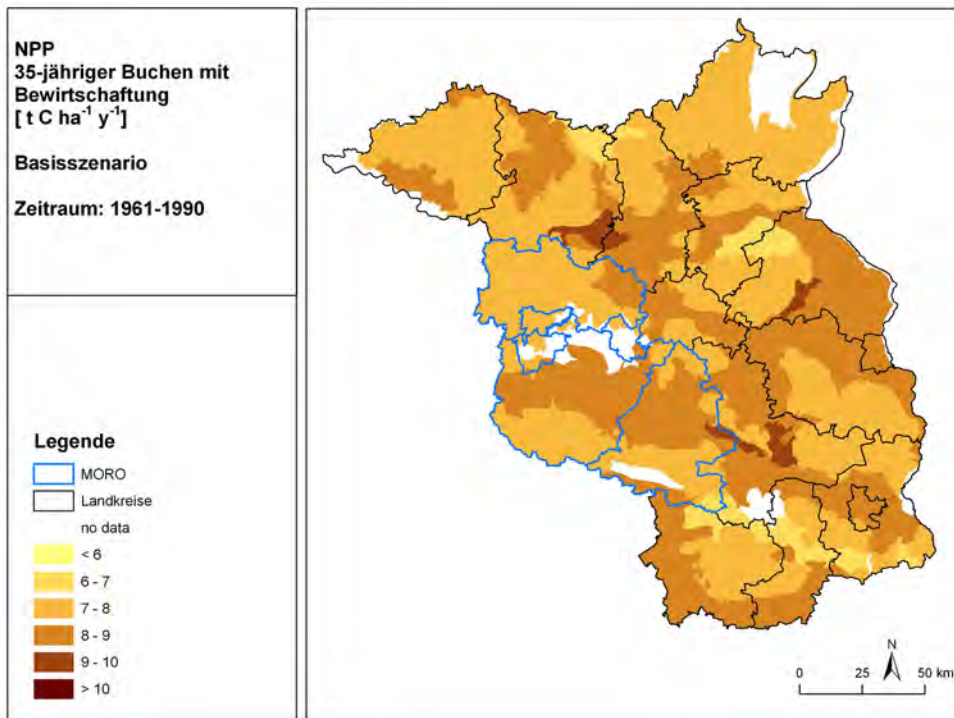 NPP
35-jähriger Buchen mit
Bewirtschaftung
[ t C ha⁻¹ y⁻¹]
Basisszenario
Zeitraum: 1961-1990
Legende
MORO
Landkreise
no data
< 6
6 - 7
7 - 8
8 - 9
9 - 10
> 10
N
0 25 50 km